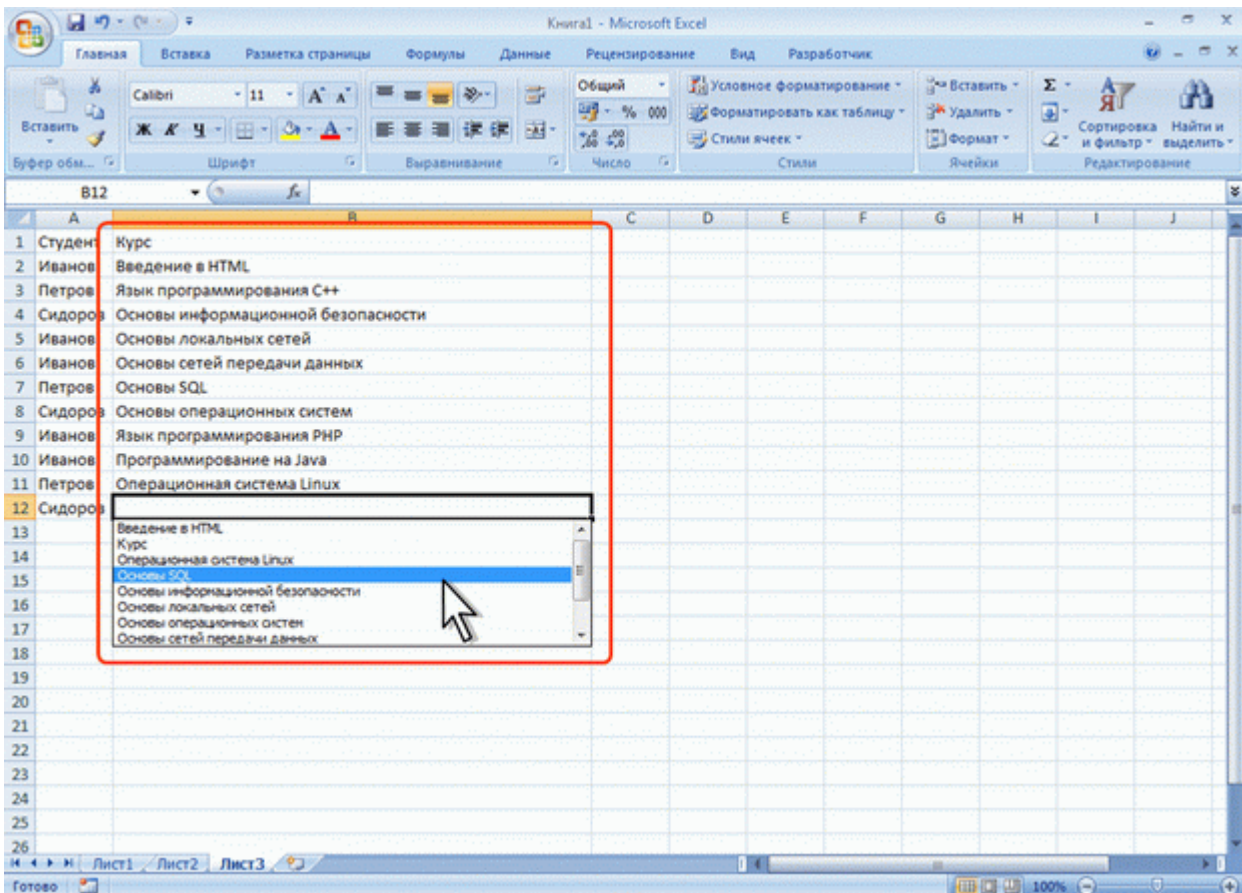 Книга1 - Microsoft Excel
Главная Вставка Разметка страницы Формулы Данные Рецензирование Вид Разработчик
Calibri 11 Общий Условное форматирование Вставить Σ
Вставить % 000 Форматировать как таблицу Удалить Сортировка и фильтр Найти и выделить
Ж К Ч Стили ячеек Формат
Буфер обм... Шрифт Выравнивание Число Стили Ячейки Редактирование
B12 fx
A B C D E F G H I J
1 Студент Курс
2 Иванов Введение в HTML
3 Петров Язык программирования C++
4 Сидоров Основы информационной безопасности
5 Иванов Основы локальных сетей
6 Иванов Основы сетей передачи данных
7 Петров Основы SQL
8 Сидоров Основы операционных систем
9 Иванов Язык программирования PHP
10 Иванов Программирование на Java
11 Петров Операционная система Linux
12 Сидоров
13
14
15
16
17
18
19
20
21
22
23
24
25
26
Введение в HTML
Курс
Операционная система Linux
Основы SQL
Основы информационной безопасности
Основы локальных сетей
Основы операционных систем
Основы сетей передачи данных
Лист1 Лист2 Лист3
Готово 100%